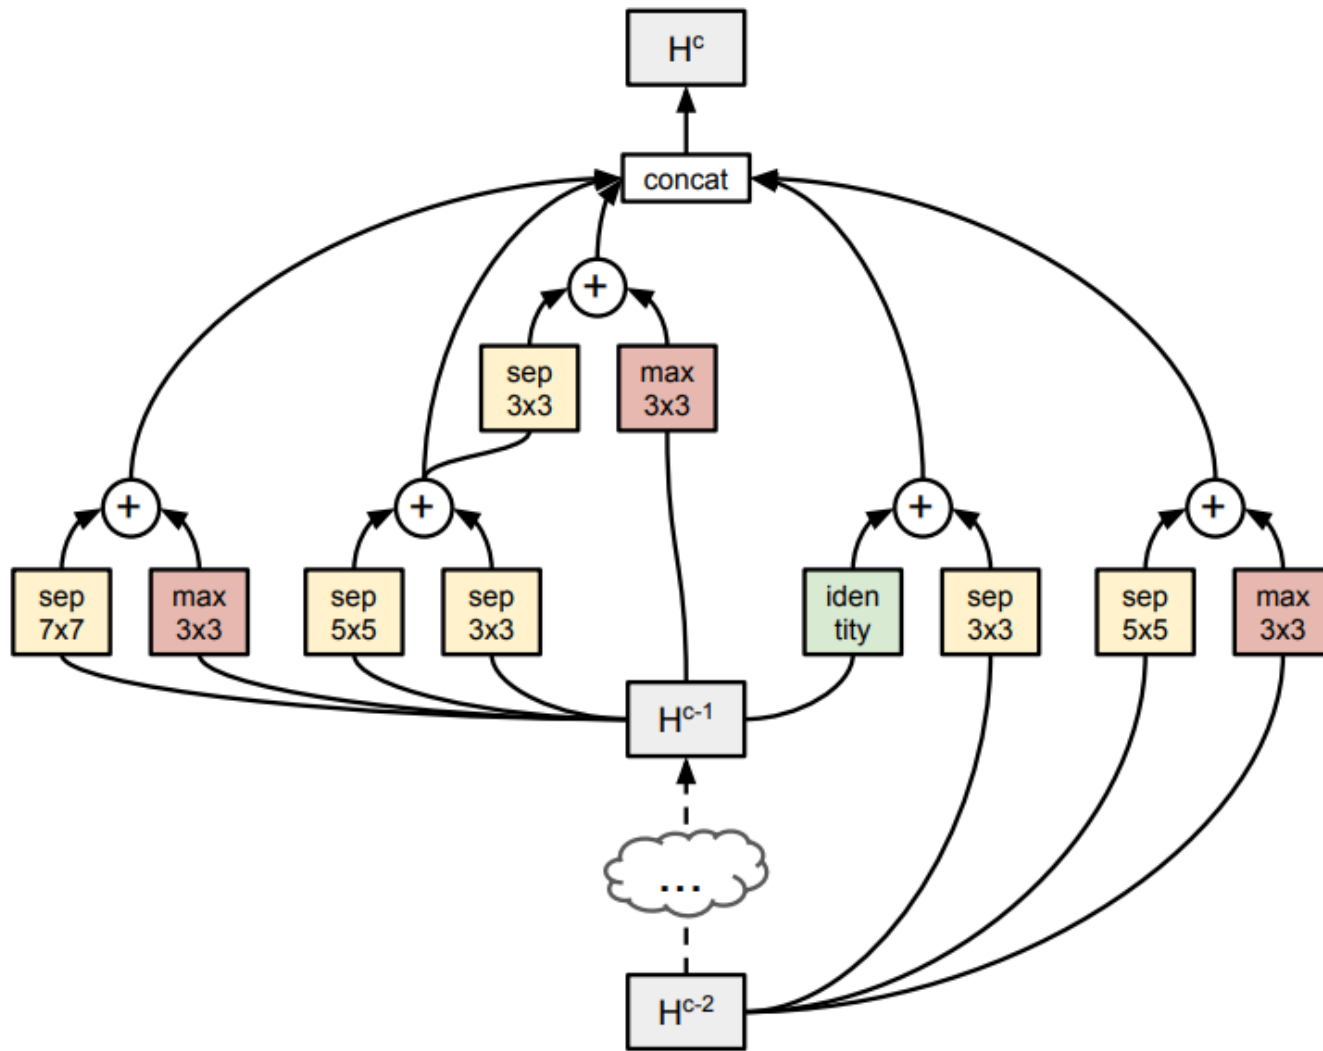 H^c
concat
+
sep
3x3
max
3x3
+
+
+
+
sep
7x7
max
3x3
sep
5x5
sep
3x3
iden
tity
sep
3x3
sep
5x5
max
3x3
H^c-1
...
H^c-2